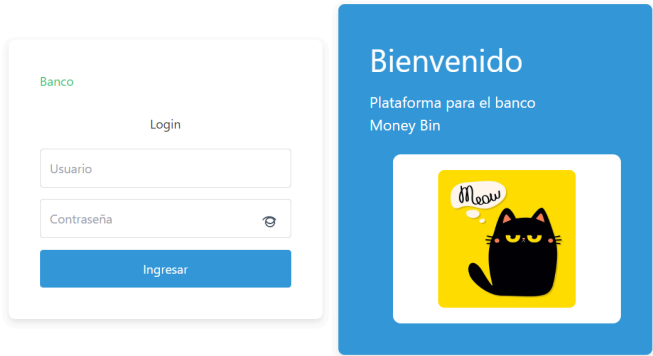 Banco
Login
Usuario
Contraseña
Ingresar
Bienvenido
Plataforma para el banco
Money Bin
Meow